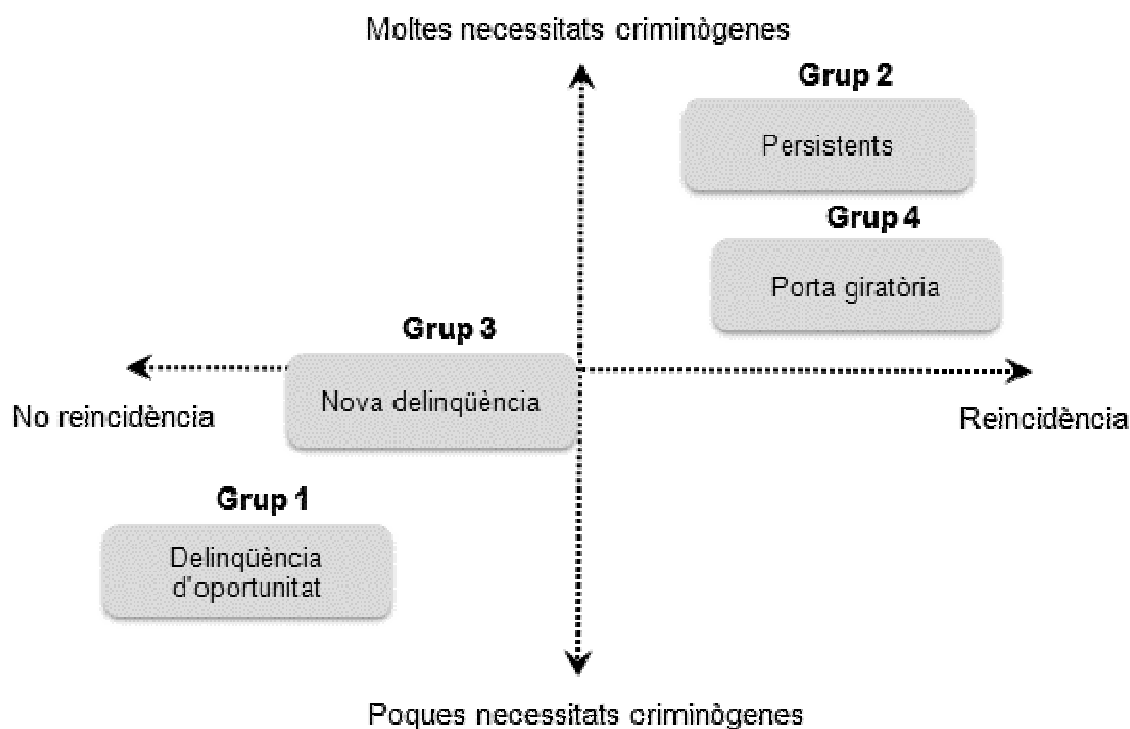 Moltes necessitats criminògenes
Grup 2
Persistents
Grup 4
Porta giratòria
Grup 3
Nova delinqüència
No reincidència
Reincidència
Grup 1
Delinqüència
d'oportunitat
Poques necessitats criminògenes